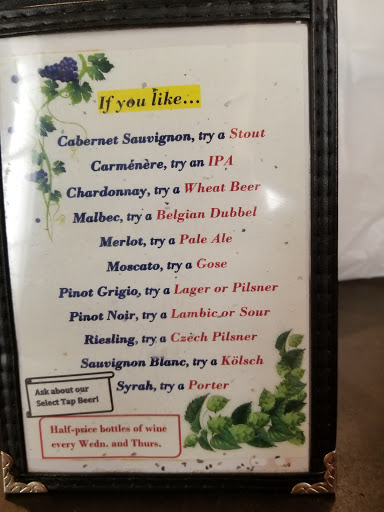 If you like...
Cabernet Sauvignon, try a Stout
Carménère, try an IPA
Chardonnay, try a Wheat Beer
Malbec, try a Belgian Dubbel
Merlot, try a Pale Ale
Moscato, try a Gose
Pinot Grigio, try a Lager or Pilsner
Pinot Noir, try a Lambic or Sour
Riesling, try a Czech Pilsner
Sauvignon Blanc, try a Kölsch
Syrah, try a Porter
Ask about our
Select Tap Beer!
Half-price bottles of wine
every Wedn. and Thurs.